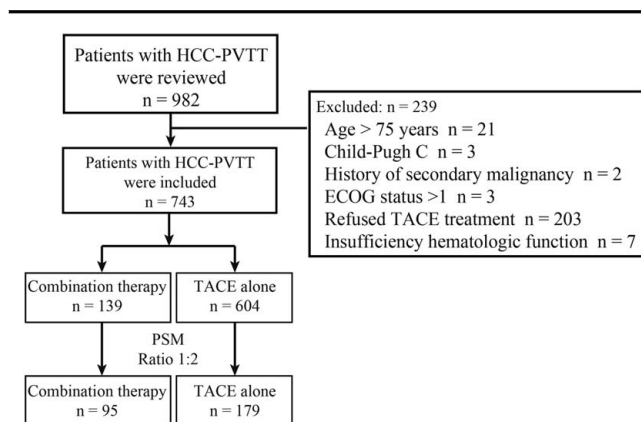 Patients with HCC-PVTT
were reviewed
n = 982
Excluded: n = 239
Age > 75 years n = 21
Child-Pugh C n = 3
History of secondary malignancy n = 2
ECOG status >1 n = 3
Refused TACE treatment n = 203
Insufficiency hematologic function n = 7
Patients with HCC-PVTT
were included
n = 743
Combination therapy
n = 139
TACE alone
n = 604
PSM
Ratio 1:2
Combination therapy
n = 95
TACE alone
n = 179